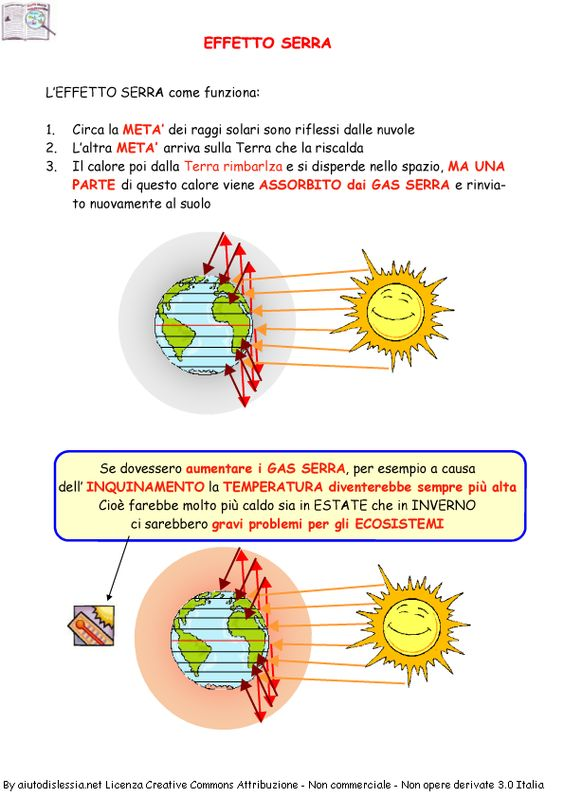 EFFETTO SERRA
L'EFFETTO SERRA come funziona:
1. Circa la META' dei raggi solari sono riflessi dalle nuvole
2. L'altra META' arriva sulla Terra che la riscalda
3. Il calore poi dalla Terra rimbarlza e si disperde nello spazio, MA UNA
PARTE di questo calore viene ASSORBITO dai GAS SERRA e rinvia-
to nuovamente al suolo
Se dovessero aumentare i GAS SERRA, per esempio a causa
dell' INQUINAMENTO la TEMPERATURA diventerebbe sempre più alta
Cioè farebbe molto più caldo sia in ESTATE che in INVERNO
ci sarebbero gravi problemi per gli ECOSISTEMI
By aiutodislessia.net Licenza Creative Commons Attribuzione - Non commerciale - Non opere derivate 3.0 Italia